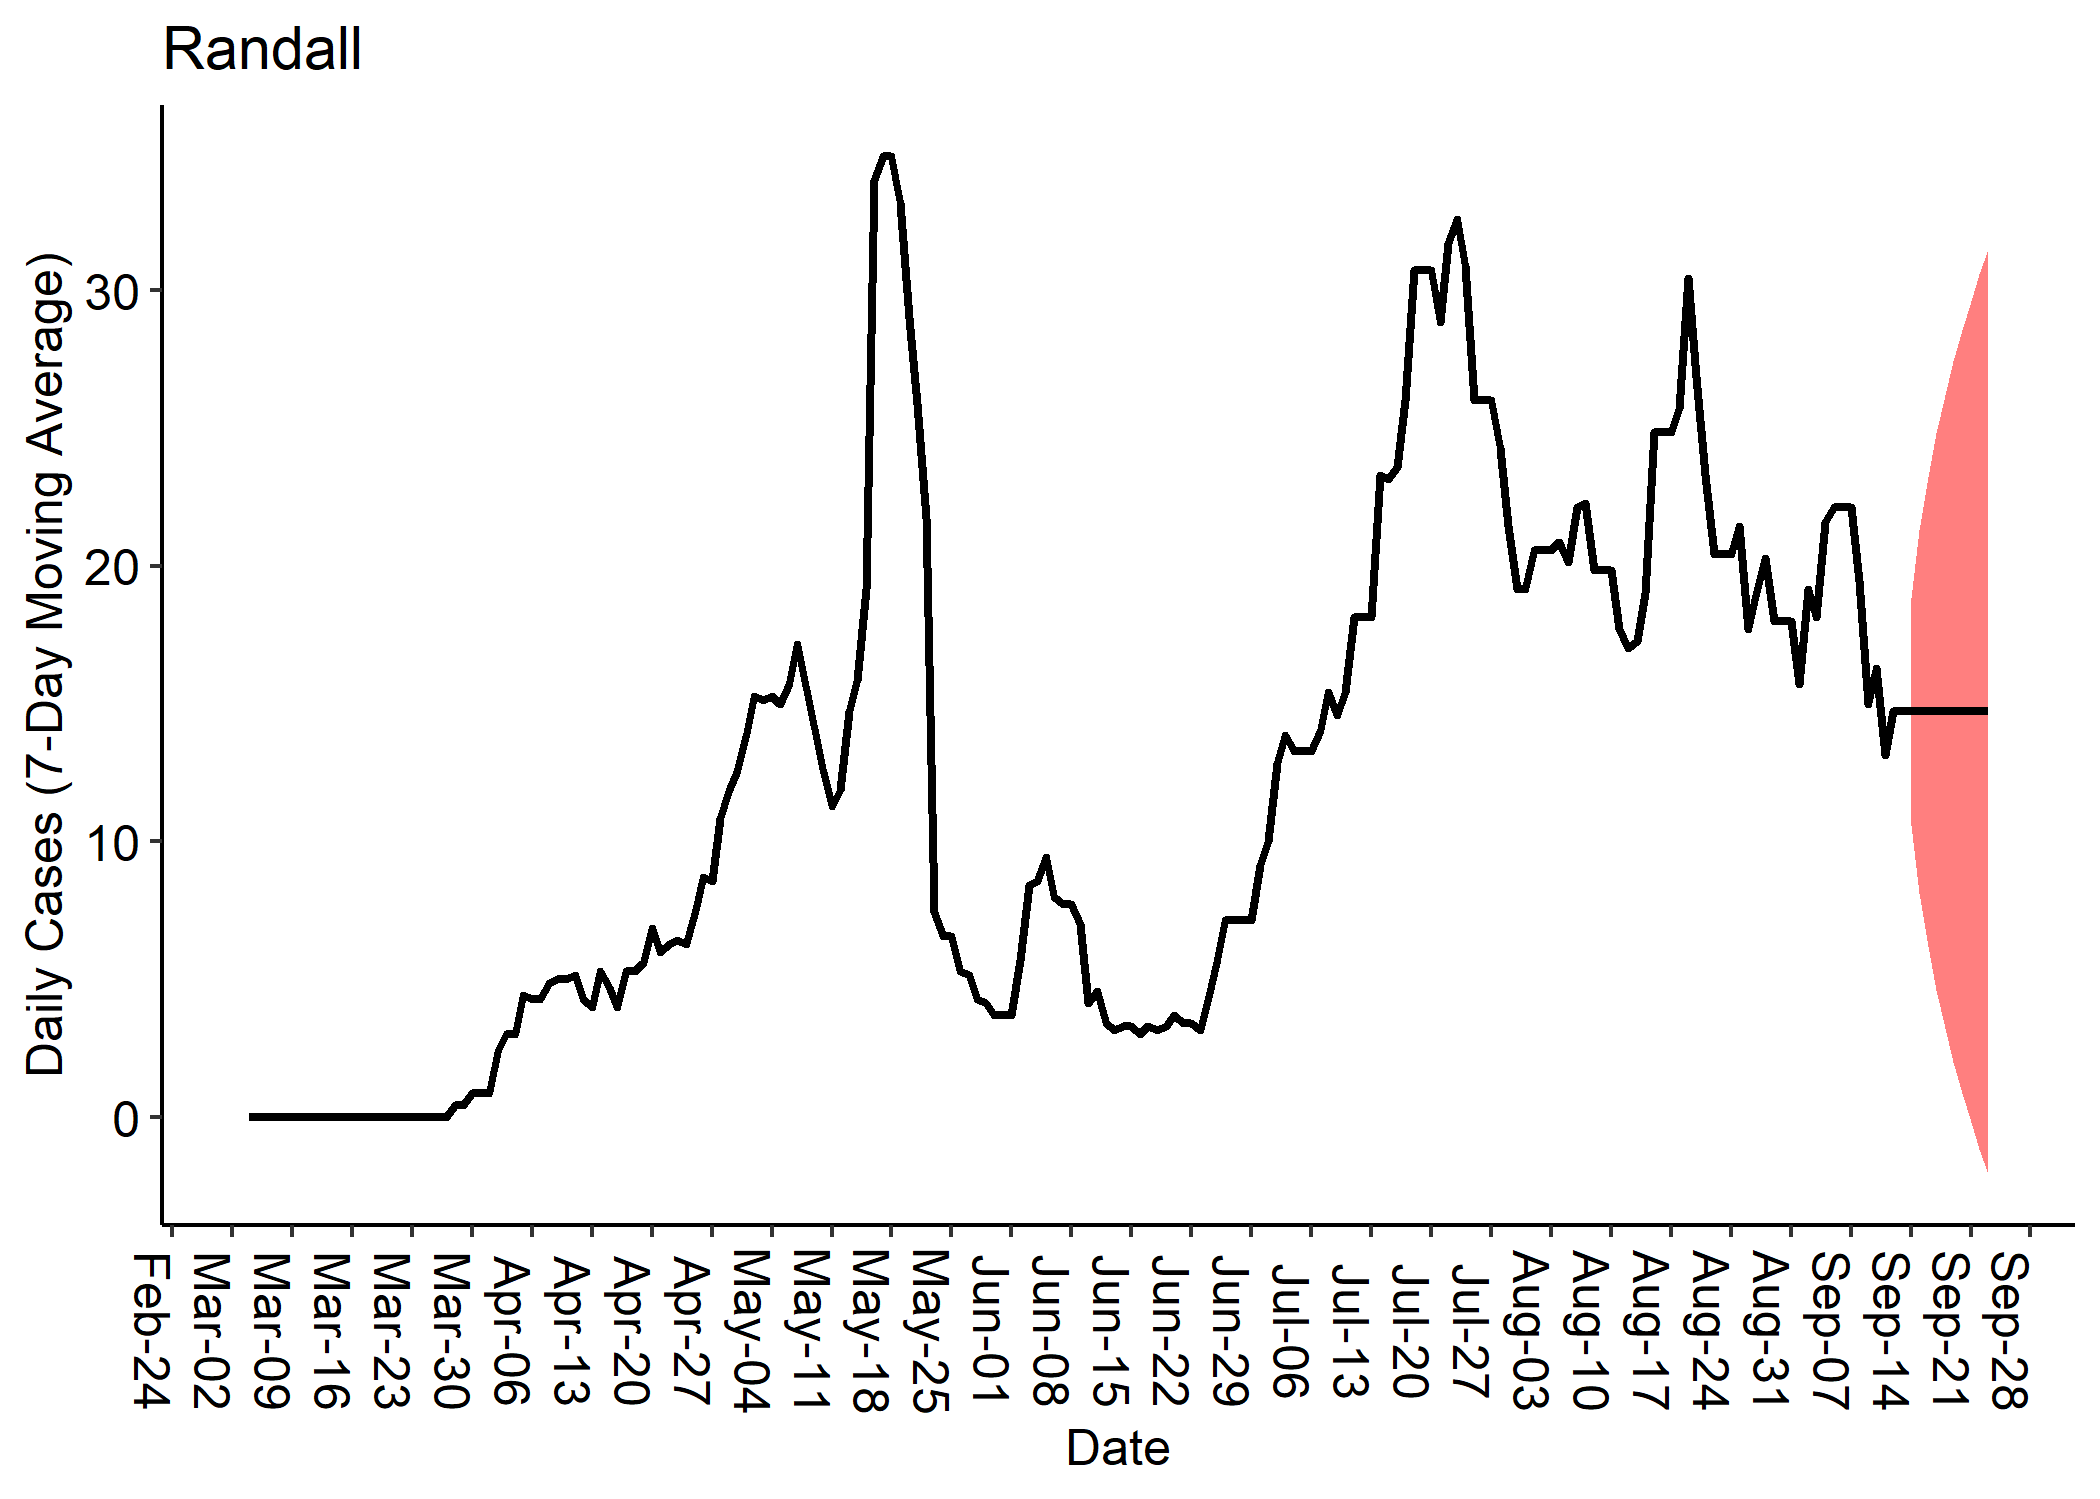 Randall
Daily Cases (7-Day Moving Average)
30
20
10
0
Feb-24
Mar-02
Mar-09
Mar-16
Mar-23
Mar-30
Apr-06
Apr-13
Apr-20
Apr-27
May-04
May-11
May-18
May-25
Jun-01
Jun-08
Jun-15
Jun-22
Jun-29
Jul-06
Jul-13
Jul-20
Jul-27
Aug-03
Aug-10
Aug-17
Aug-24
Aug-31
Sep-07
Sep-14
Sep-21
Sep-28
Date